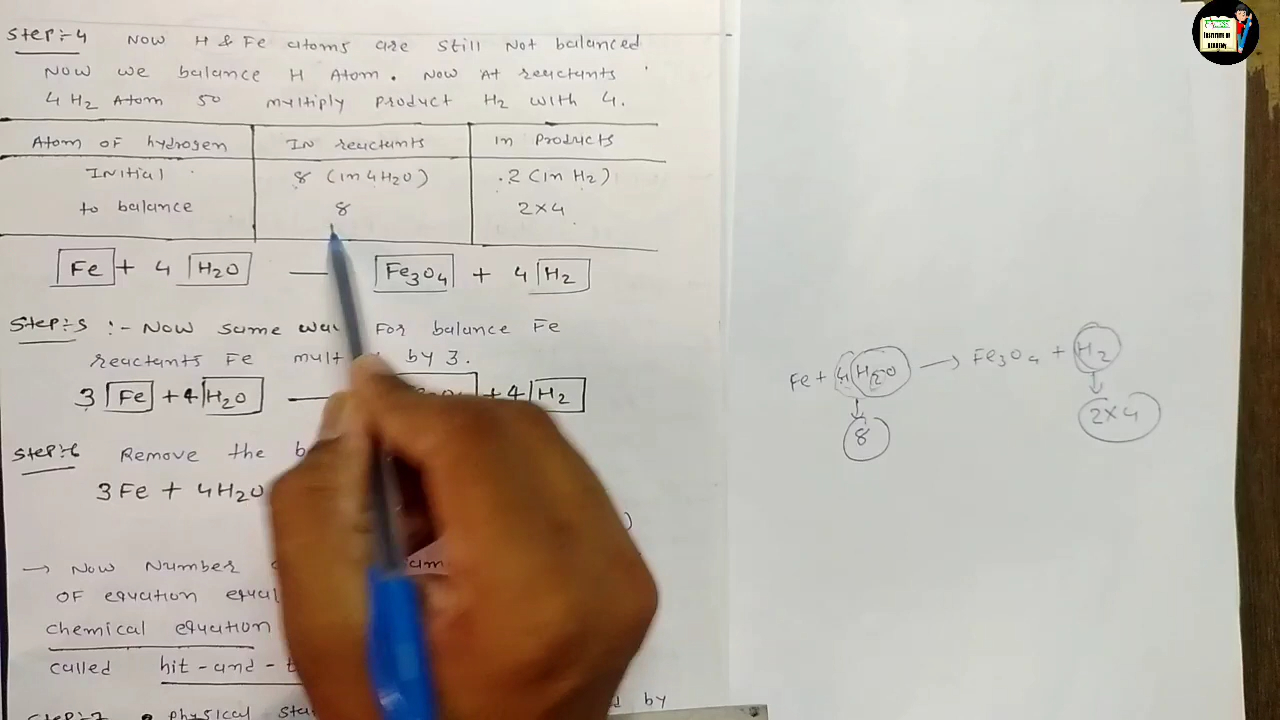 Step:-4 Now H & Fe atoms are still Not balanced
Now we balance H Atom. Now At reactants
4 H2 Atom so multiply Product H2 with 4.
Atom of hydrogen In reactants In Products
Initial 8 (in 4H2O) 2 (in H2)
to balance 8 2×4
Fe + 4 H2O — Fe3O4 + 4 H2
Step:-5 :- Now same way For balance Fe
reactants Fe by 3.
3 Fe + 4 H2O — + 4 H2
Step:-6 Remove the
3Fe + 4H2O
→ Now Number
OF equation
chemical equation
called hit-and-
Step:-7 • Physical by
Fe + 4 H2O → Fe3O4 + H2
8
2×4